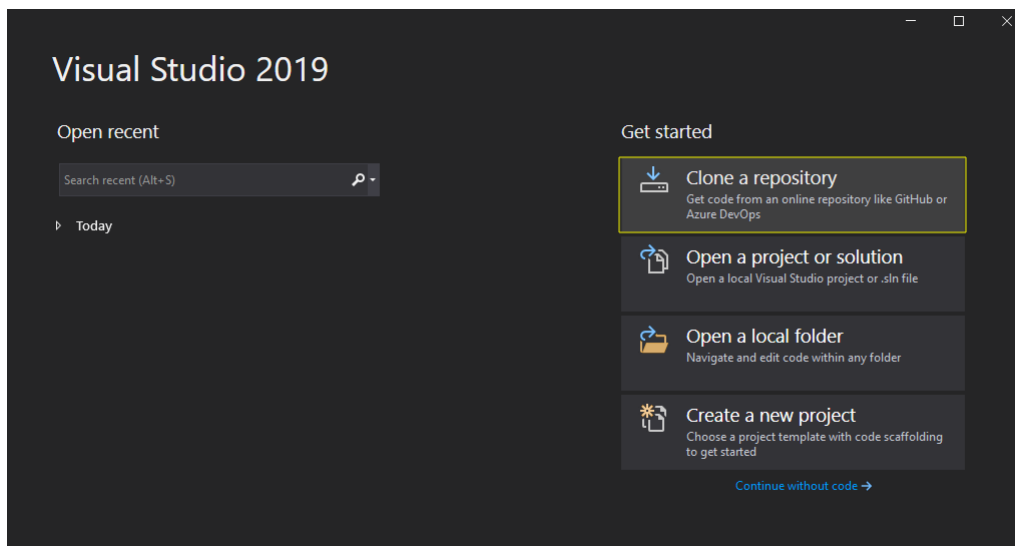 Visual Studio 2019
Open recent
Search recent (Alt+S)
Today
Get started
Clone a repository
Get code from an online repository like GitHub or
Azure DevOps
Open a project or solution
Open a local Visual Studio project or .sln file
Open a local folder
Navigate and edit code within any folder
Create a new project
Choose a project template with code scaffolding
to get started
Continue without code →